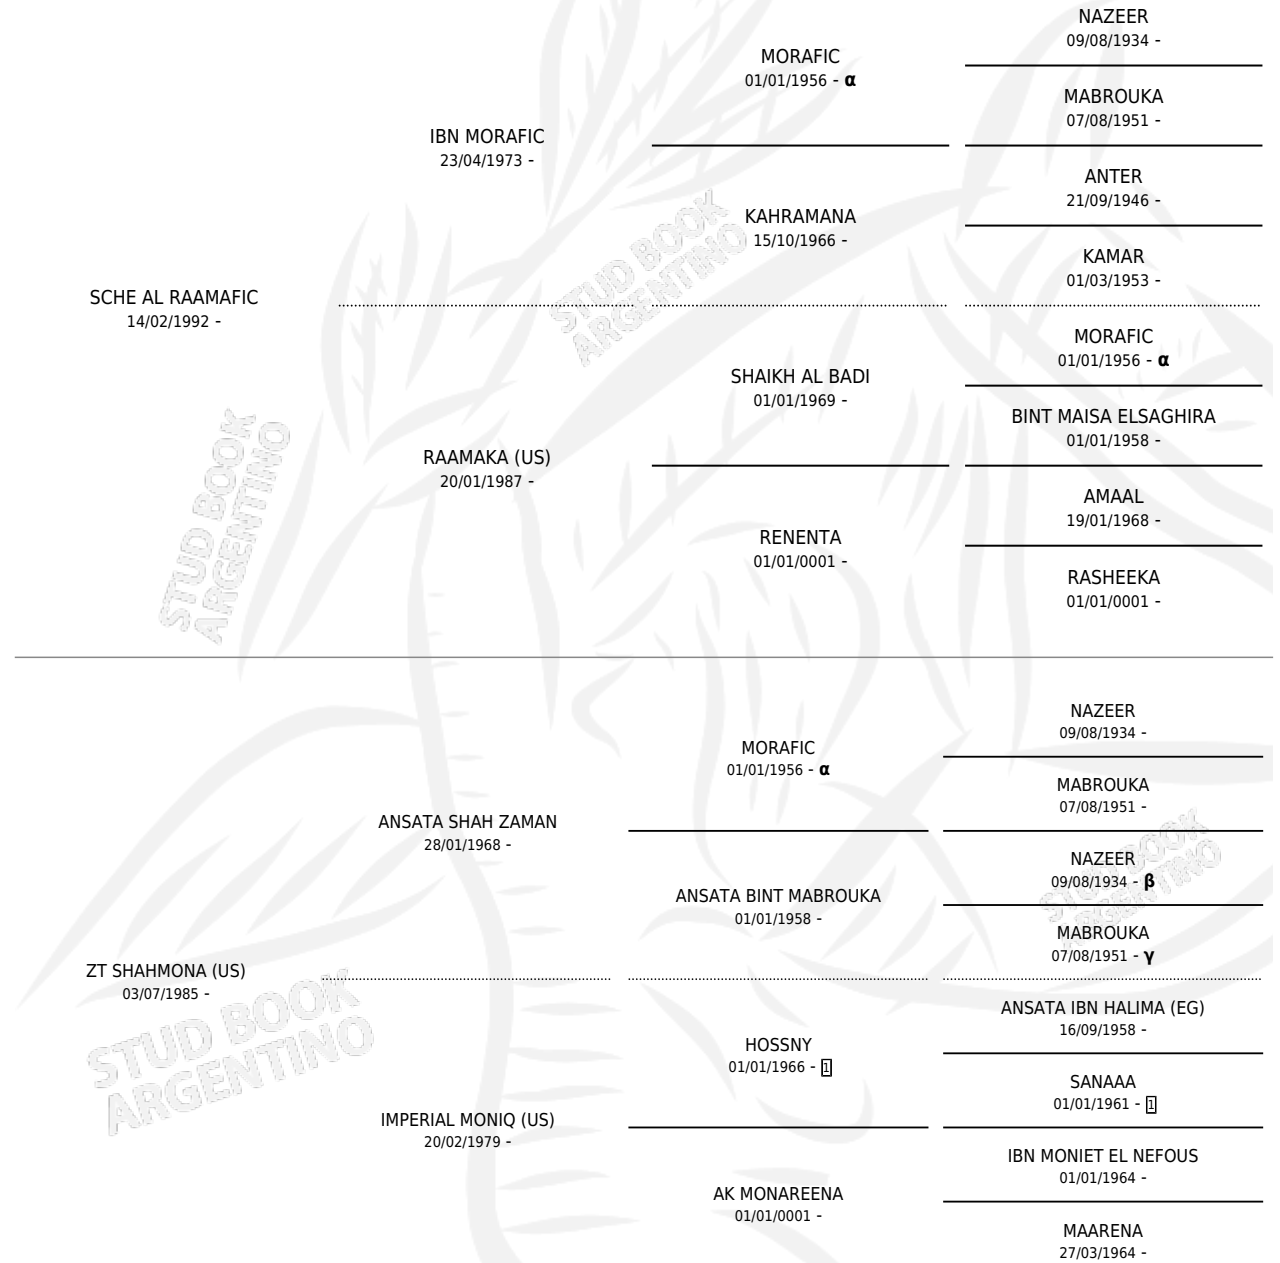 NAZEER
09/08/1934 -
MORAFIC
01/01/1956 - α
MABROUKA
07/08/1951 -
IBN MORAFIC
23/04/1973 -
ANTER
21/09/1946 -
KAHRAMANA
15/10/1966 -
KAMAR
01/03/1953 -
SCHE AL RAAMAFIC
14/02/1992 -
MORAFIC
01/01/1956 - α
SHAIKH AL BADI
01/01/1969 -
BINT MAISA ELSAGHIRA
01/01/1958 -
RAAMAKA (US)
20/01/1987 -
AMAAL
19/01/1968 -
RENENTA
01/01/0001 -
RASHEEKA
01/01/0001 -
STUD BOOK
ARGENTINO
STUD BOOK
ARGENTINO
NAZEER
09/08/1934 -
MORAFIC
01/01/1956 - α
MABROUKA
07/08/1951 -
ANSATA SHAH ZAMAN
28/01/1968 -
NAZEER
09/08/1934 - β
ANSATA BINT MABROUKA
01/01/1958 -
MABROUKA
07/08/1951 - γ
ZT SHAHMONA (US)
03/07/1985 -
ANSATA IBN HALIMA (EG)
16/09/1958 -
HOSSNY
01/01/1966 - 1
SANAAA
01/01/1961 - 1
IMPERIAL MONIQ (US)
20/02/1979 -
IBN MONIET EL NEFOUS
01/01/1964 -
AK MONAREENA
01/01/0001 -
MAARENA
27/03/1964 -
STUD BOOK
ARGENTINO
STUD BOOK
ARGENTINO